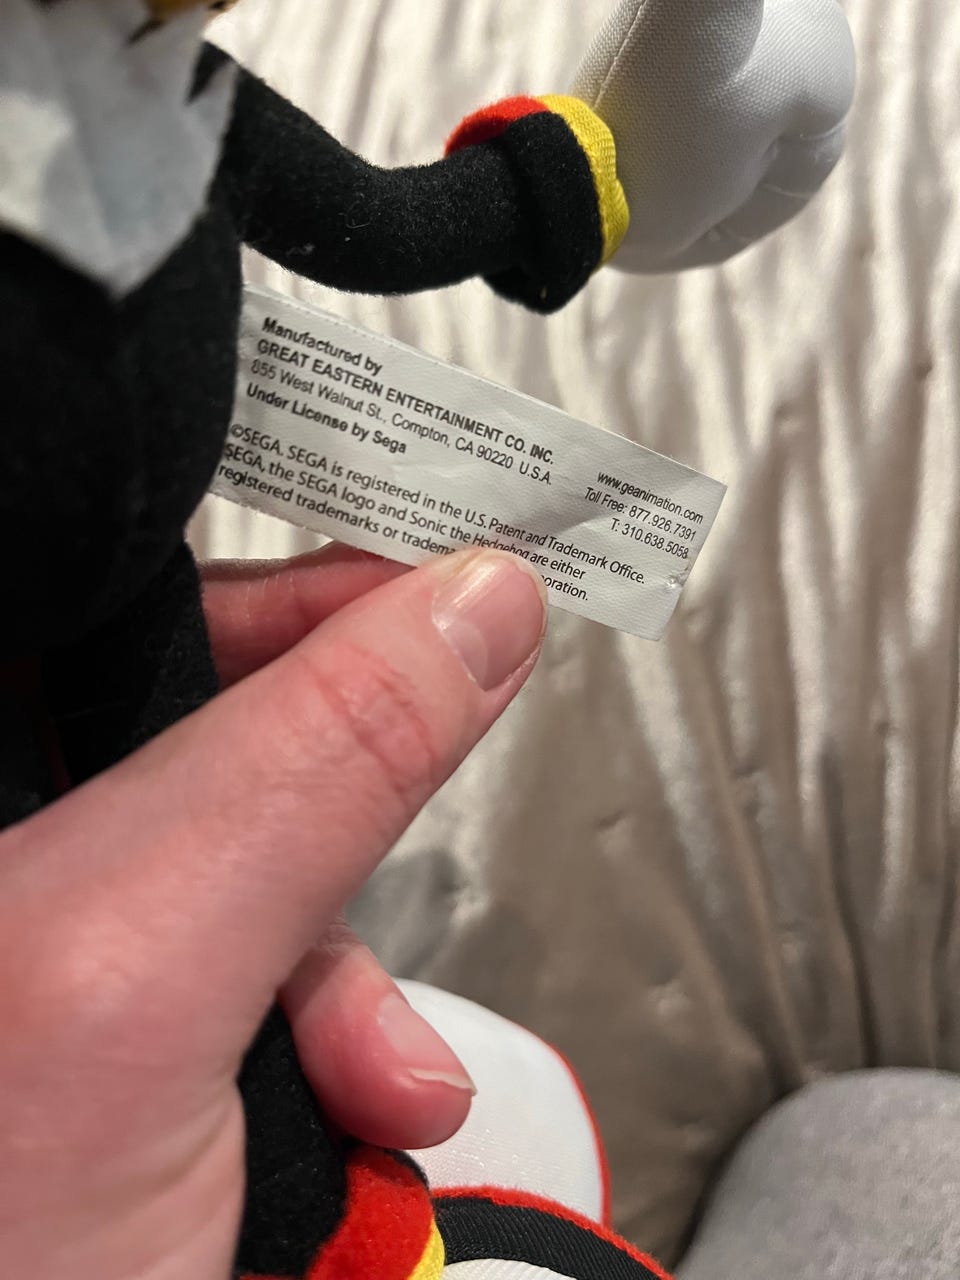 Manufactured by
GREAT EASTERN ENTERTAINMENT CO. INC.
855 West Walnut St., Compton, CA 90220 U.S.A.
Under License by Sega
www.geanimation.com
Toll Free: 877.926.7391
T: 310.638.5058
©SEGA. SEGA is registered in the U.S. Patent and Trademark Office.
SEGA, the SEGA logo and Sonic the Hedgehog are either
registered trademarks or